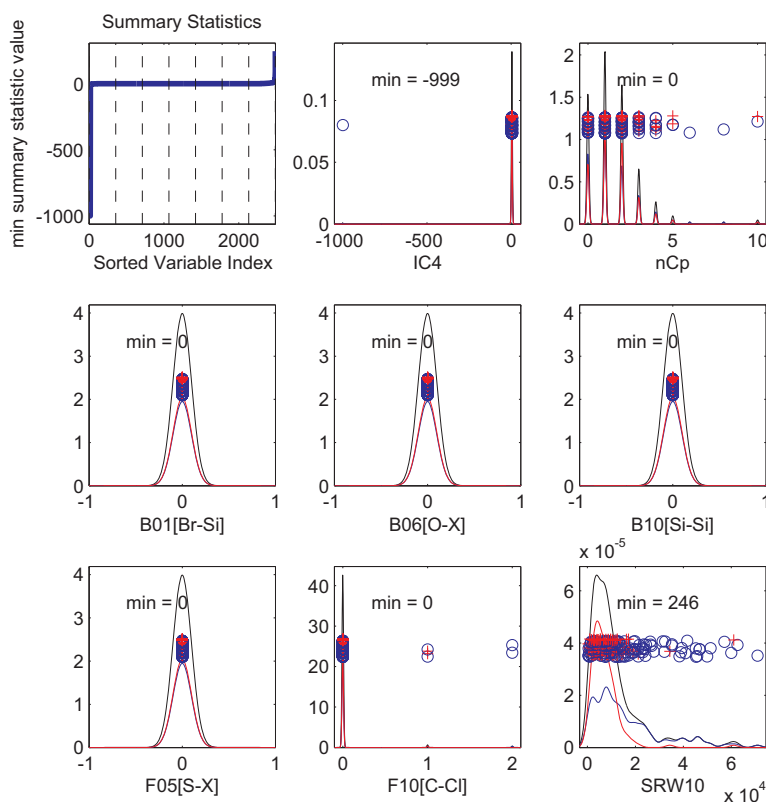 Summary Statistics
min summary statistic value
0
-500
-1000
0 1000 2000
Sorted Variable Index
min = -999
0.1
0.05
0
-1000 -500 0
IC4
min = 0
2
1.5
1
0.5
0
0 5 10
nCp
min = 0
4
3
2
1
0
-1 0 1
B01[Br-Si]
min = 0
4
3
2
1
0
-1 0 1
B06[O-X]
min = 0
4
3
2
1
0
-1 0 1
B10[Si-Si]
min = 0
4
3
2
1
0
-1 0 1
F05[S-X]
min = 0
50
40
30
20
10
0
0 1 2
F10[C-Cl]
x 10^-5
min = 246
8
6
4
2
0
0 2 4 6
SRW10
x 10^4